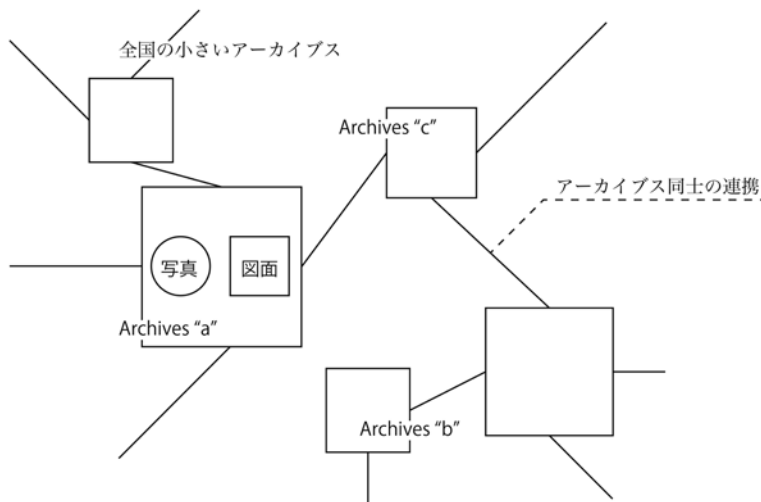 全国の小さいアーカイブス
Archives “c”
アーカイブス同士の連携
写真
図面
Archives “a”
Archives “b”